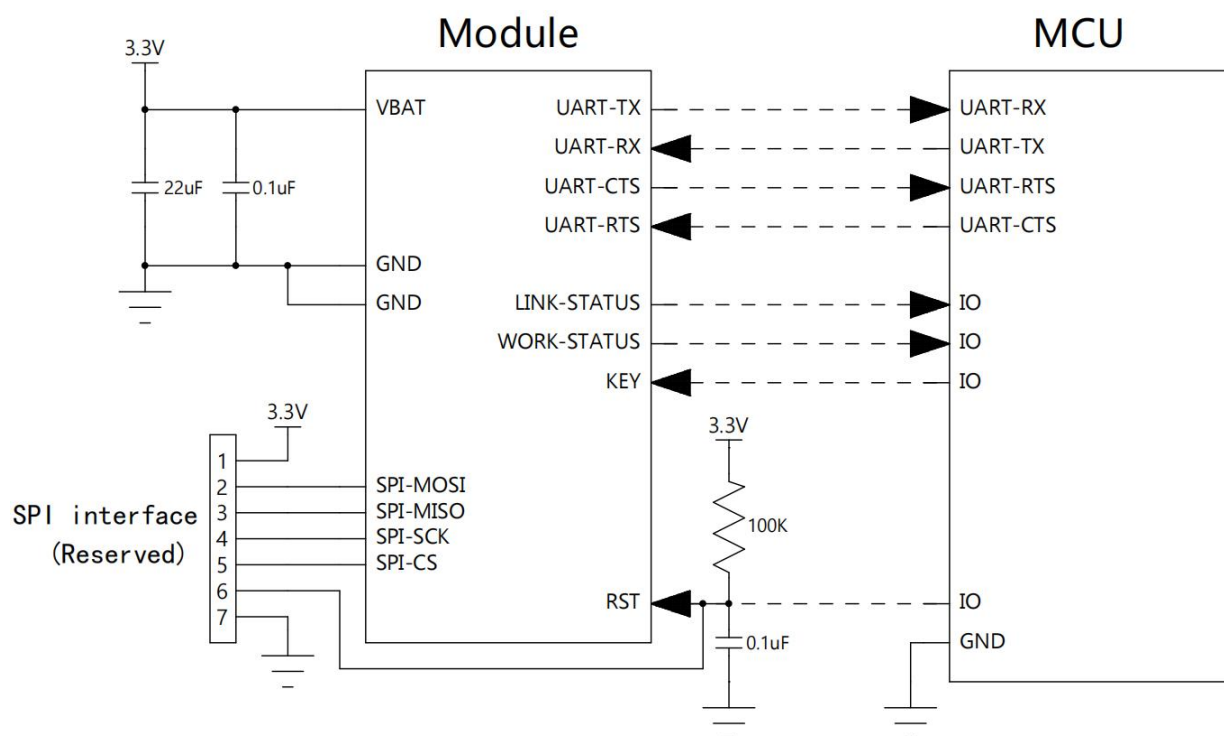 Module
MCU
3.3V
22uF
0.1uF
VBAT
GND
GND
UART-TX
UART-RX
UART-CTS
UART-RTS
LINK-STATUS
WORK-STATUS
KEY
UART-RX
UART-TX
UART-RTS
UART-CTS
IO
IO
IO
3.3V
SPI interface
(Reserved)
1
2
3
4
5
6
7
SPI-MOSI
SPI-MISO
SPI-SCK
SPI-CS
RST
3.3V
100K
0.1uF
IO
GND